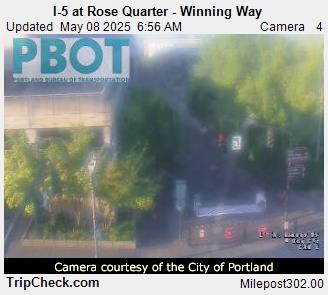 I-5 at Rose Quarter - Winning Way
Updated May 08 2025 6:56 AM Camera 4
PBOT
PORTLAND BUREAU OF TRANSPORTATION
Camera courtesy of the City of Portland
TripCheck.com Milepost302.00